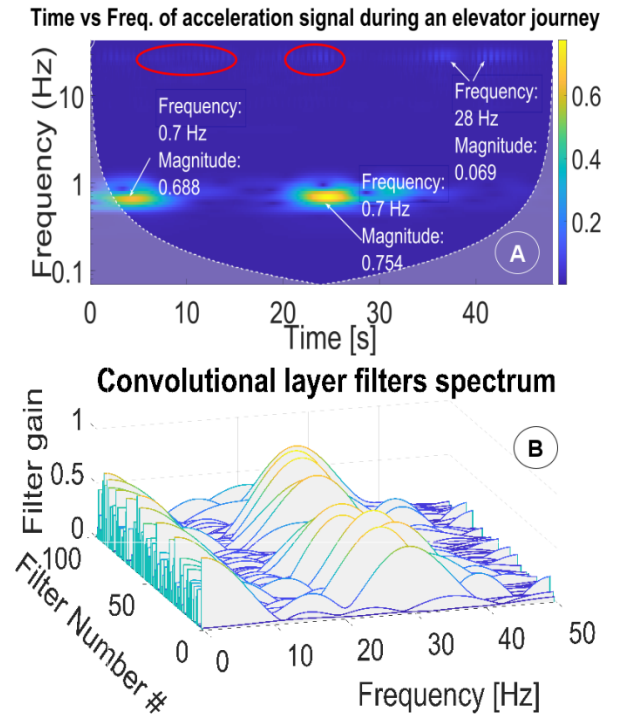 Time vs Freq. of acceleration signal during an elevator journey
Frequency (Hz)
10
1
0.1
Frequency:
0.7 Hz
Magnitude:
0.688
Frequency:
0.7 Hz
Magnitude:
0.754
Frequency:
28 Hz
Magnitude:
0.069
A
0.6
0.4
0.2
0
10
20
30
40
Time [s]
Convolutional layer filters spectrum
B
Filter gain
1
0.5
0
100
50
0
Filter Number #
0
10
20
30
40
50
Frequency [Hz]